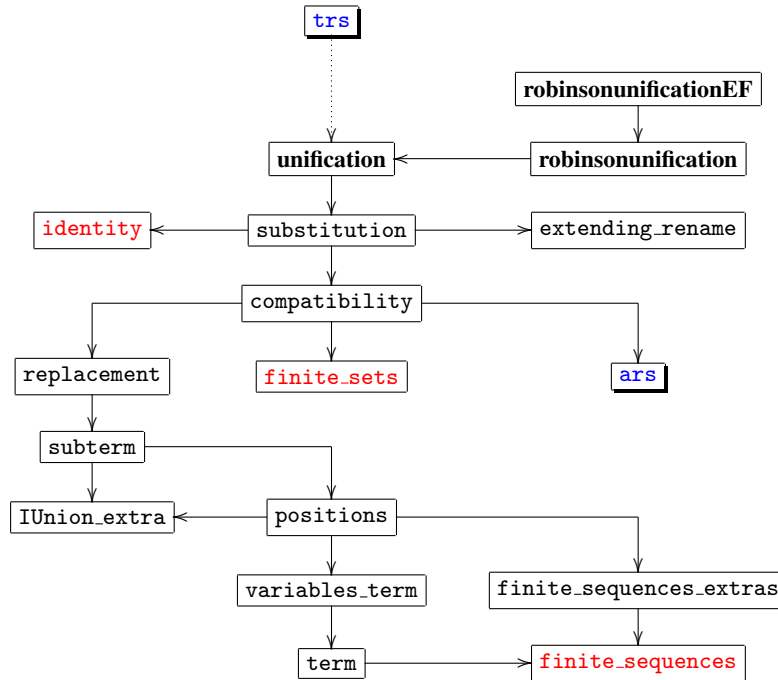 trs
robinsonunificationEF
unification
robinsonunification
identity
substitution
extending_rename
compatibility
replacement
finite_sets
ars
subterm
IUnion_extra
positions
variables_term
finite_sequences_extras
term
finite_sequences